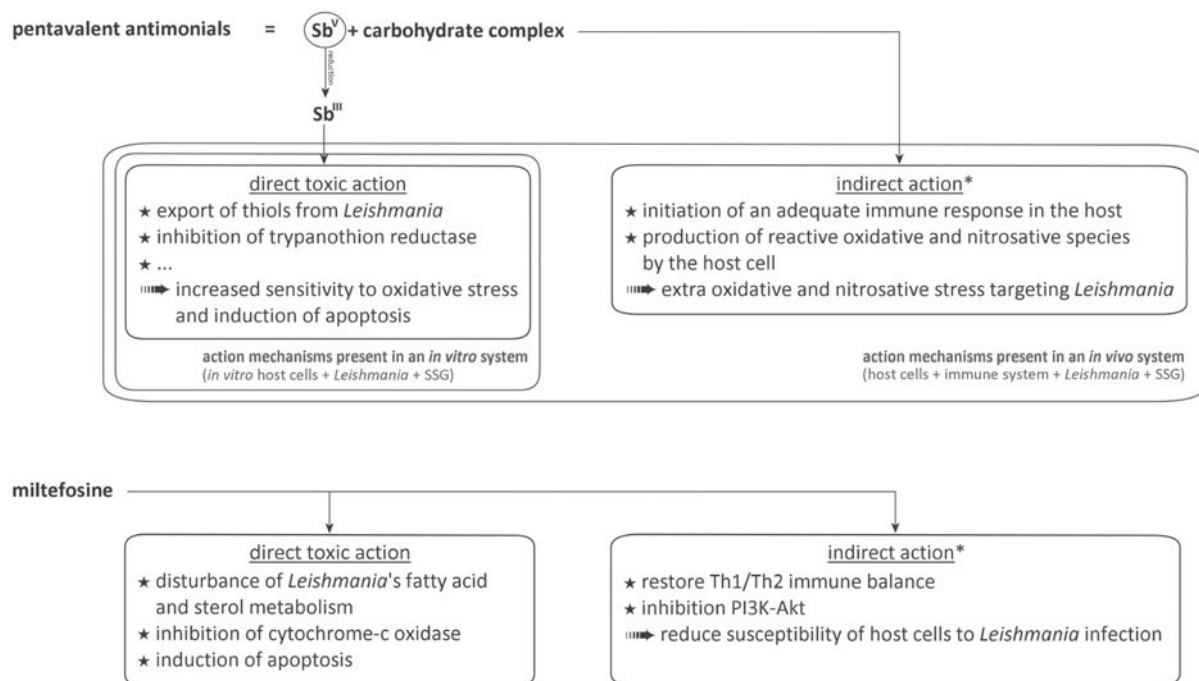 pentavalent antimonials = Sbⱽ + carbohydrate complex
reduction
Sbᴵᴵᴵ
direct toxic action
★ export of thiols from Leishmania
★ inhibition of trypanothion reductase
★ ...
increased sensitivity to oxidative stress
and induction of apoptosis
action mechanisms present in an in vitro system
(in vitro host cells + Leishmania + SSG)
indirect action*
★ initiation of an adequate immune response in the host
★ production of reactive oxidative and nitrosative species
by the host cell
extra oxidative and nitrosative stress targeting Leishmania
action mechanisms present in an in vivo system
(host cells + immune system + Leishmania + SSG)
miltefosine
direct toxic action
★ disturbance of Leishmania's fatty acid
and sterol metabolism
★ inhibition of cytochrome-c oxidase
★ induction of apoptosis
indirect action*
★ restore Th1/Th2 immune balance
★ inhibition PI3K-Akt
reduce susceptibility of host cells to Leishmania infection